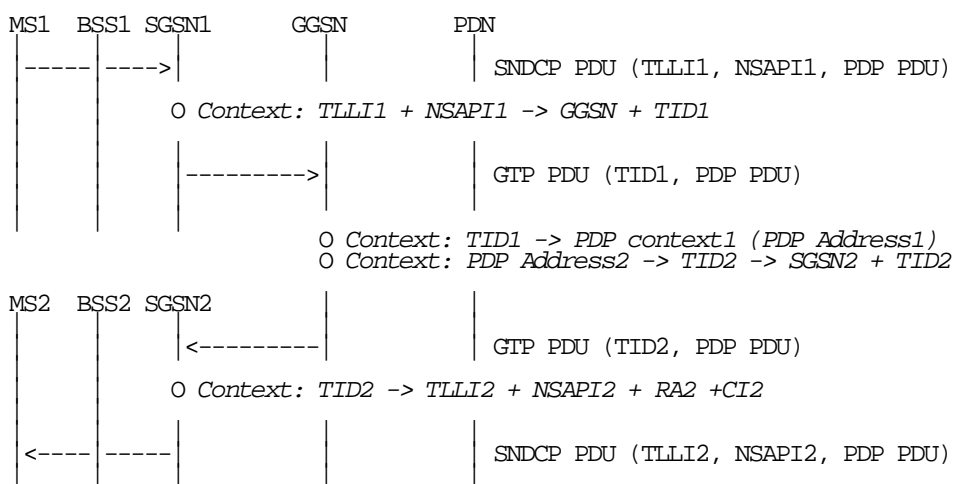 MS1 BSS1 SGSN1 GGSN PDN
SNDCP PDU (TLLI1, NSAPI1, PDP PDU)
O Context: TLLI1 + NSAPI1 -> GGSN + TID1
GTP PDU (TID1, PDP PDU)
O Context: TID1 -> PDP context1 (PDP Address1)
O Context: PDP Address2 -> TID2 -> SGSN2 + TID2
MS2 BSS2 SGSN2
GTP PDU (TID2, PDP PDU)
O Context: TID2 -> TLLI2 + NSAPI2 + RA2 +CI2
SNDCP PDU (TLLI2, NSAPI2, PDP PDU)